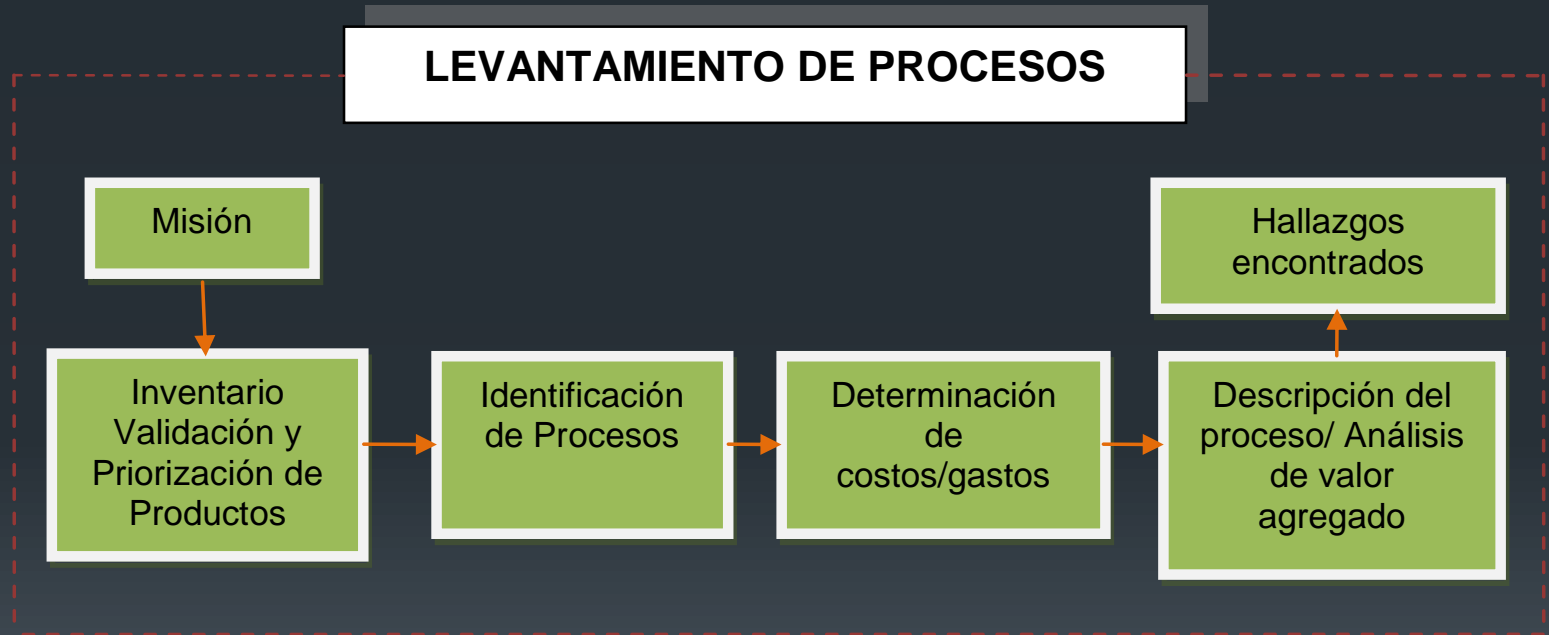 LEVANTAMIENTO DE PROCESOS
Misión
Inventario
Validación y
Priorización de
Productos
Identificación
de Procesos
Determinación
de
costos/gastos
Descripción del
proceso/ Análisis
de valor
agregado
Hallazgos
encontrados